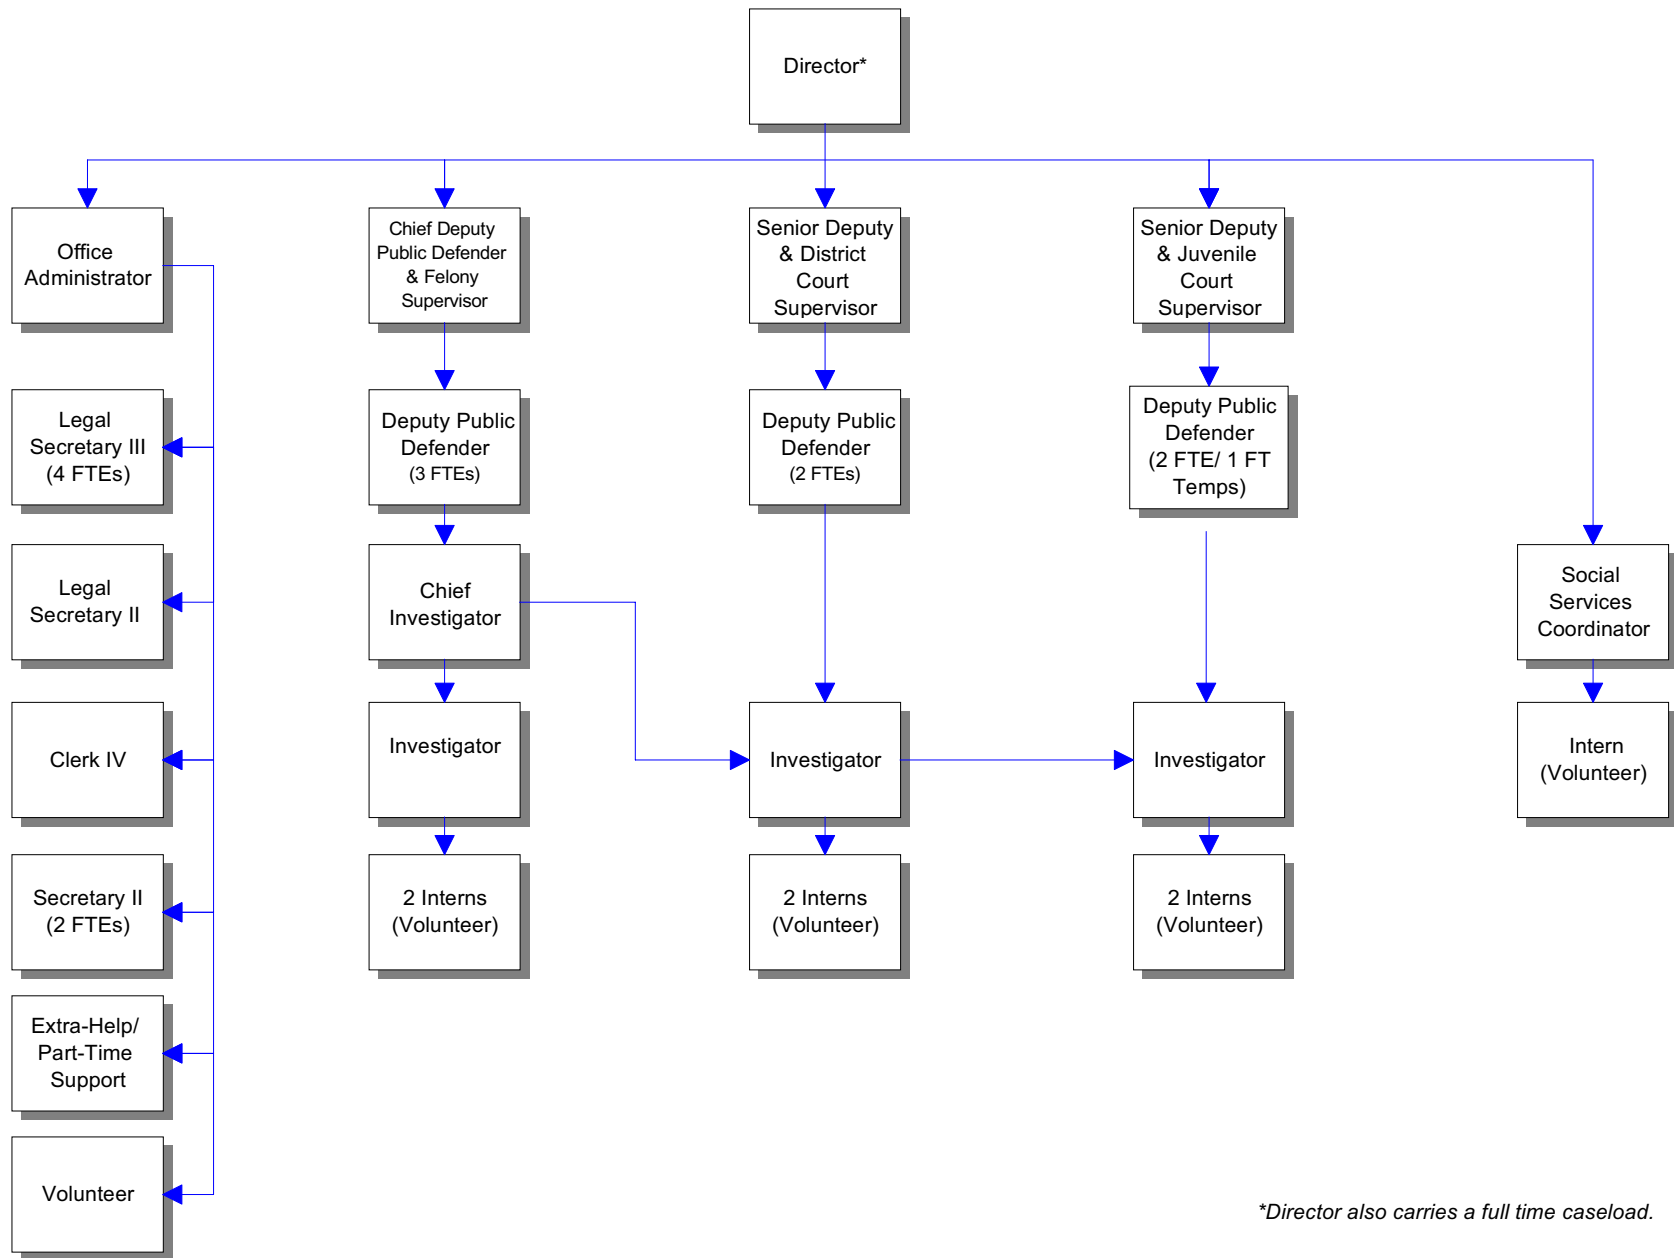 Director*
Office
Administrator
Chief Deputy
Public Defender
& Felony
Supervisor
Senior Deputy
& District
Court
Supervisor
Senior Deputy
& Juvenile
Court
Supervisor
Legal
Secretary III
(4 FTEs)
Deputy Public
Defender
(3 FTEs)
Deputy Public
Defender
(2 FTEs)
Deputy Public
Defender
(2 FTE/ 1 FT
Temps)
Legal
Secretary II
Chief
Investigator
Social
Services
Coordinator
Clerk IV
Investigator
Investigator
Investigator
Intern
(Volunteer)
Secretary II
(2 FTEs)
2 Interns
(Volunteer)
2 Interns
(Volunteer)
2 Interns
(Volunteer)
Extra-Help/
Part-Time
Support
Volunteer
*Director also carries a full time caseload.